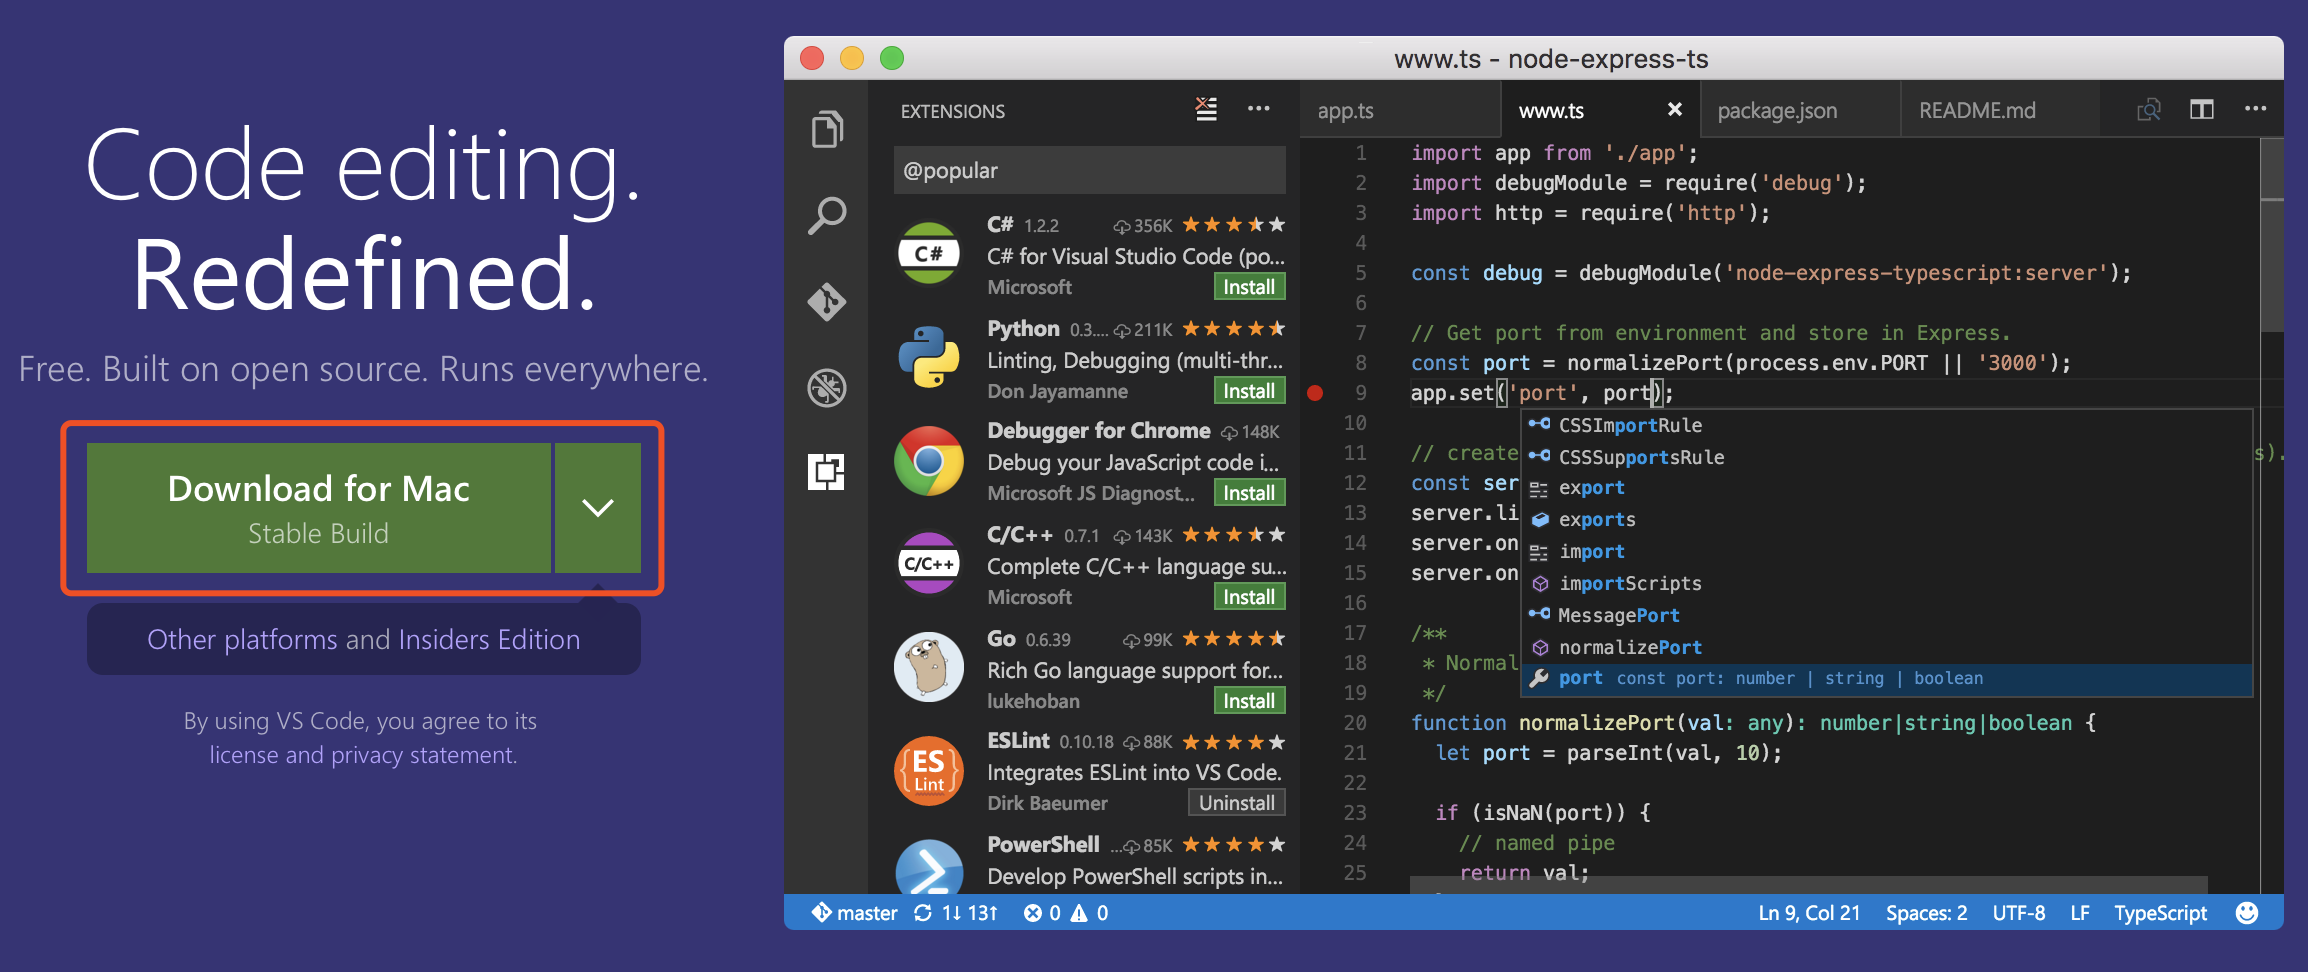 Code editing.
Redefined.
Free. Built on open source. Runs everywhere.
Download for Mac
Stable Build
Other platforms and Insiders Edition
By using VS Code, you agree to its
license and privacy statement.
www.ts - node-express-ts
EXTENSIONS
@popular
C# 1.2.2 356K
C#
C# for Visual Studio Code (po...
Microsoft Install
Python 0.3.... 211K
Linting, Debugging (multi-thr...
Don Jayamanne Install
Debugger for Chrome 148K
Debug your JavaScript code i...
Microsoft JS Diagnost... Install
C/C++ 0.7.1 143K
C/C++
Complete C/C++ language su...
Microsoft Install
Go 0.6.39 99K
Rich Go language support for...
lukehoban Install
ESLint 0.10.18 88K
{ES
Lint}
Integrates ESLint into VS Code.
Dirk Baeumer Uninstall
PowerShell ... 85K
Develop PowerShell scripts in...
app.ts www.ts package.json README.md
1 import app from './app';
2 import debugModule = require('debug');
3 import http = require('http');
4
5 const debug = debugModule('node-express-typescript:server');
6
7 // Get port from environment and store in Express.
8 const port = normalizePort(process.env.PORT || '3000');
9 app.set('port', port);
10
11 // create s).
12 const ser
13 server.li
14 server.on
15 server.on
16
17 /**
18 * Normal
19 */
20 function normalizePort(val: any): number|string|boolean {
21 let port = parseInt(val, 10);
22
23 if (isNaN(port)) {
24 // named pipe
25 return val;
CSSImportRule
CSSSupportsRule
export
exports
import
importScripts
MessagePort
normalizePort
port const port: number | string | boolean
master 1↓ 13↑ 0 0 Ln 9, Col 21 Spaces: 2 UTF-8 LF TypeScript